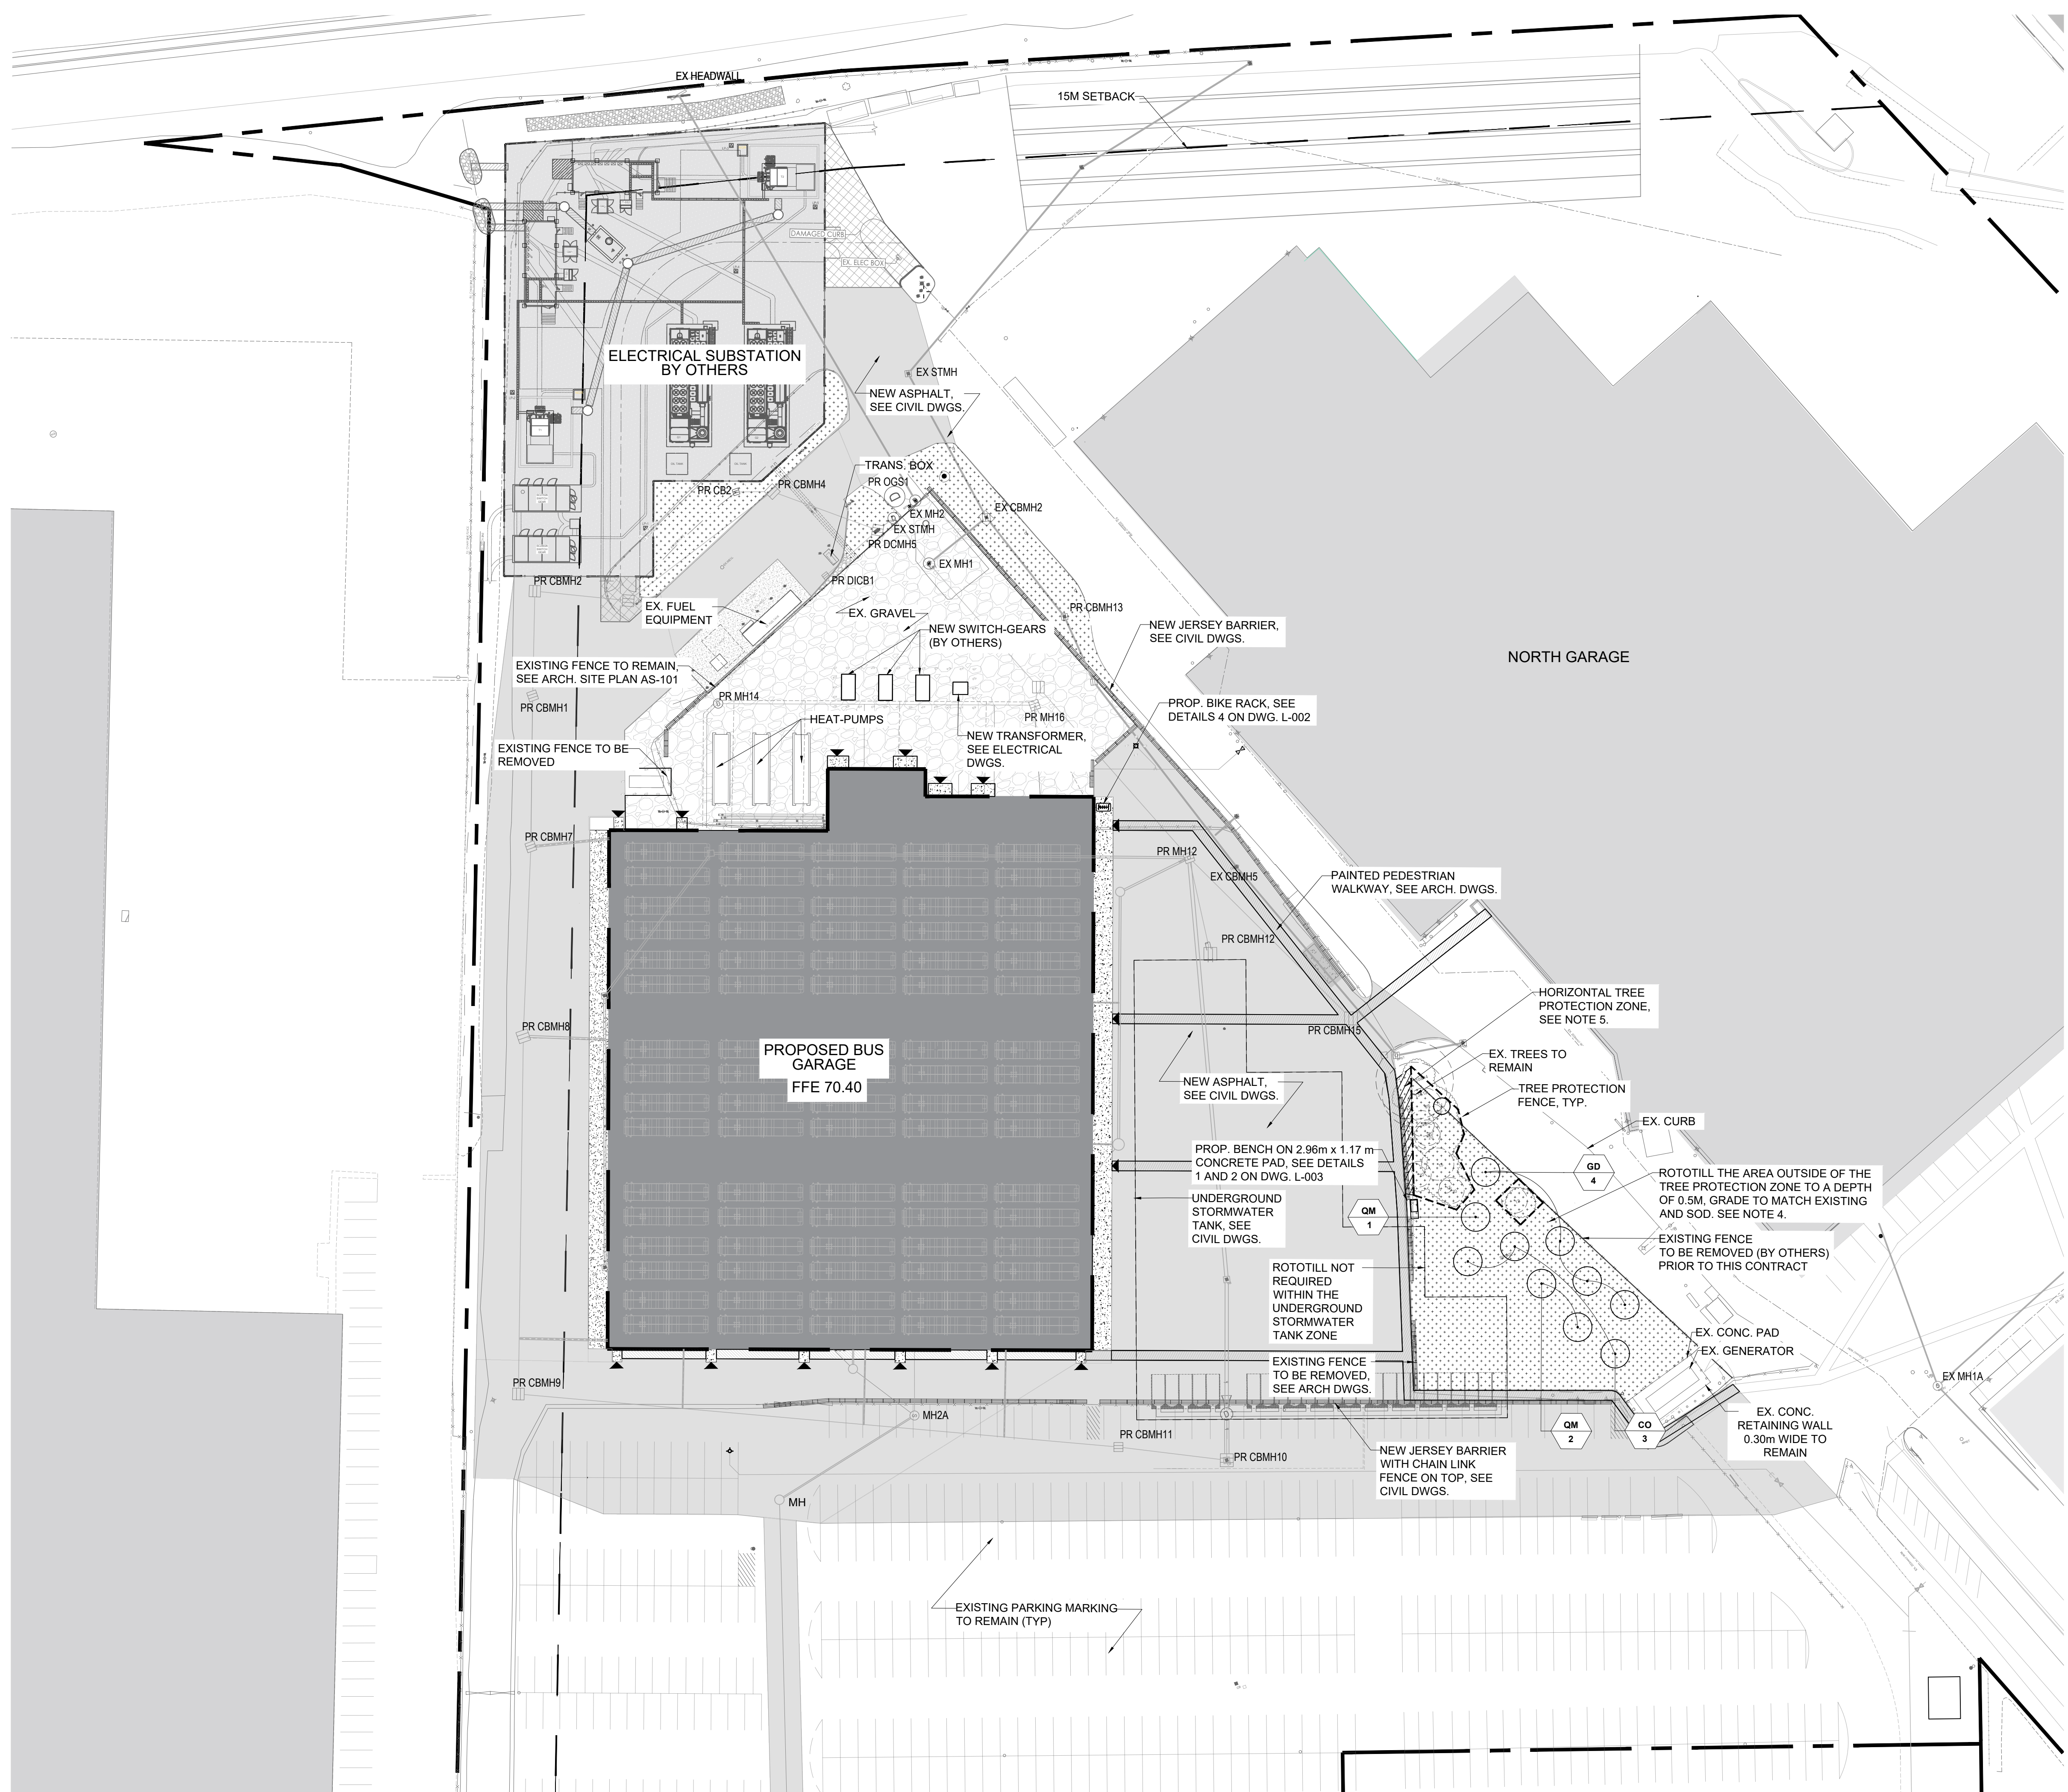 EX HEADWALL
15M SETBACK
DAMAGED CURB
EX. ELEC BOX
ELECTRICAL SUBSTATION
BY OTHERS
EX STMH
NEW ASPHALT,
SEE CIVIL DWGS.
TRANS. BOX
PR OGS1
PR CB2
PR CBMH4
EX MH2
EX STMH
EX CBMH2
PR DCMH5
EX MH1
PR DICB1
PR CBMH2
EX. FUEL
EQUIPMENT
EX. GRAVEL
PR CBMH13
NEW SWITCH-GEARS
(BY OTHERS)
NEW JERSEY BARRIER,
SEE CIVIL DWGS.
NORTH GARAGE
EXISTING FENCE TO REMAIN,
SEE ARCH. SITE PLAN AS-101
PR MH14
PR CBMH1
PROP. BIKE RACK, SEE
DETAILS 4 ON DWG. L-002
HEAT-PUMPS
PR MH16
NEW TRANSFORMER,
SEE ELECTRICAL
DWGS.
EXISTING FENCE TO BE
REMOVED
PR CBMH7
PR MH12
EX CBMH5
PAINTED PEDESTRIAN
WALKWAY, SEE ARCH. DWGS.
PR CBMH12
HORIZONTAL TREE
PROTECTION ZONE,
SEE NOTE 5.
PR CBMH8
PR CBMH15
PROPOSED BUS
GARAGE
FFE 70.40
EX. TREES TO
REMAIN
NEW ASPHALT,
SEE CIVIL DWGS.
TREE PROTECTION
FENCE, TYP.
EX. CURB
PROP. BENCH ON 2.96m x 1.17 m
CONCRETE PAD, SEE DETAILS
1 AND 2 ON DWG. L-003
GD
4
ROTOTILL THE AREA OUTSIDE OF THE
TREE PROTECTION ZONE TO A DEPTH
OF 0.5M, GRADE TO MATCH EXISTING
AND SOD. SEE NOTE 4.
UNDERGROUND
STORMWATER
TANK, SEE
CIVIL DWGS.
QM
1
EXISTING FENCE
TO BE REMOVED (BY OTHERS)
PRIOR TO THIS CONTRACT
ROTOTILL NOT
REQUIRED
WITHIN THE
UNDERGROUND
STORMWATER
TANK ZONE
EX. CONC. PAD
EX. GENERATOR
EXISTING FENCE
TO BE REMOVED,
SEE ARCH DWGS.
EX MH1A
PR CBMH9
MH2A
EX. CONC.
RETAINING WALL
0.30m WIDE TO
REMAIN
QM
2
CO
3
PR CBMH11
PR CBMH10
NEW JERSEY BARRIER
WITH CHAIN LINK
FENCE ON TOP, SEE
CIVIL DWGS.
MH
EXISTING PARKING MARKING
TO REMAIN (TYP)